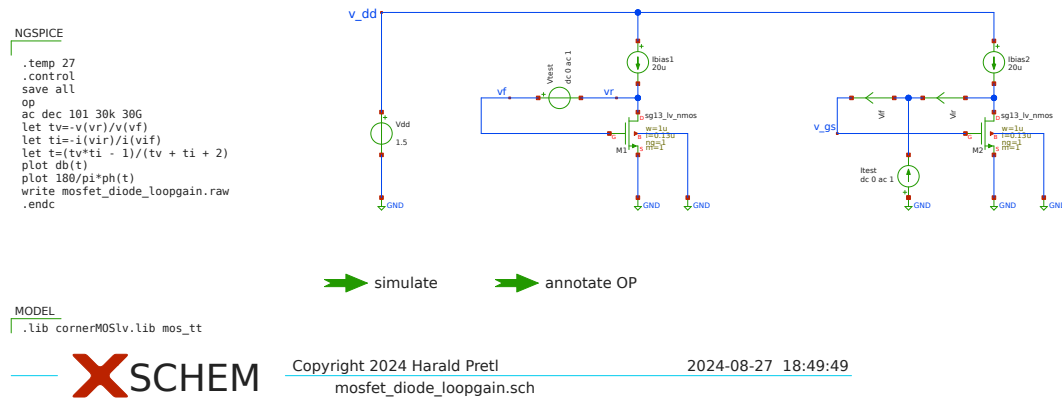 NGSPICE
.temp 27
.control
save all
op
ac dec 101 30k 30G
let tv=-v(vr)/v(vf)
let ti=-i(vir)/i(vif)
let t=(tv*ti - 1)/(tv + ti + 2)
plot db(t)
plot 180/pi*ph(t)
write mosfet_diode_loopgain.raw
.endc
v_dd
Vdd
1.5
GND
vf
Vtest
dc 0 ac 1
vr
Ibias1
20u
sg13_lv_nmos
D
G
B
S
w=1u
l=0.13u
ng=1
m=1
M1
GND
GND
v_gs
Vif
Vir
Ibias2
20u
sg13_lv_nmos
D
G
B
S
w=1u
l=0.13u
ng=1
m=1
M2
Itest
dc 0 ac 1
GND
GND
GND
simulate
annotate OP
MODEL
.lib cornerMOSlv.lib mos_tt
XSCHEM
Copyright 2024 Harald Pretl
2024-08-27 18:49:49
mosfet_diode_loopgain.sch